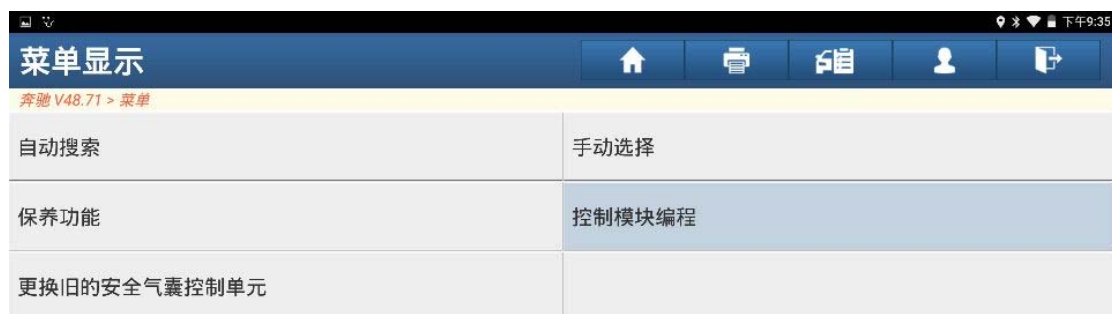 下午9:35
菜单显示
奔驰 V48.71 > 菜单
自动搜索
手动选择
保养功能
控制模块编程
更换旧的安全气囊控制单元